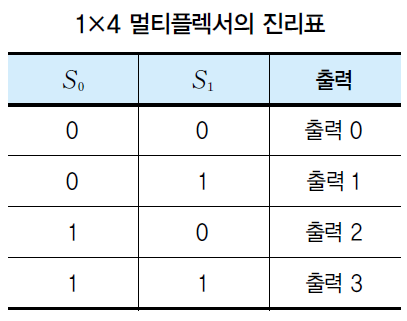 1×4 멀티플렉서의 진리표
S₀ S₁ 출력
0 0 출력 0
0 1 출력 1
1 0 출력 2
1 1 출력 3